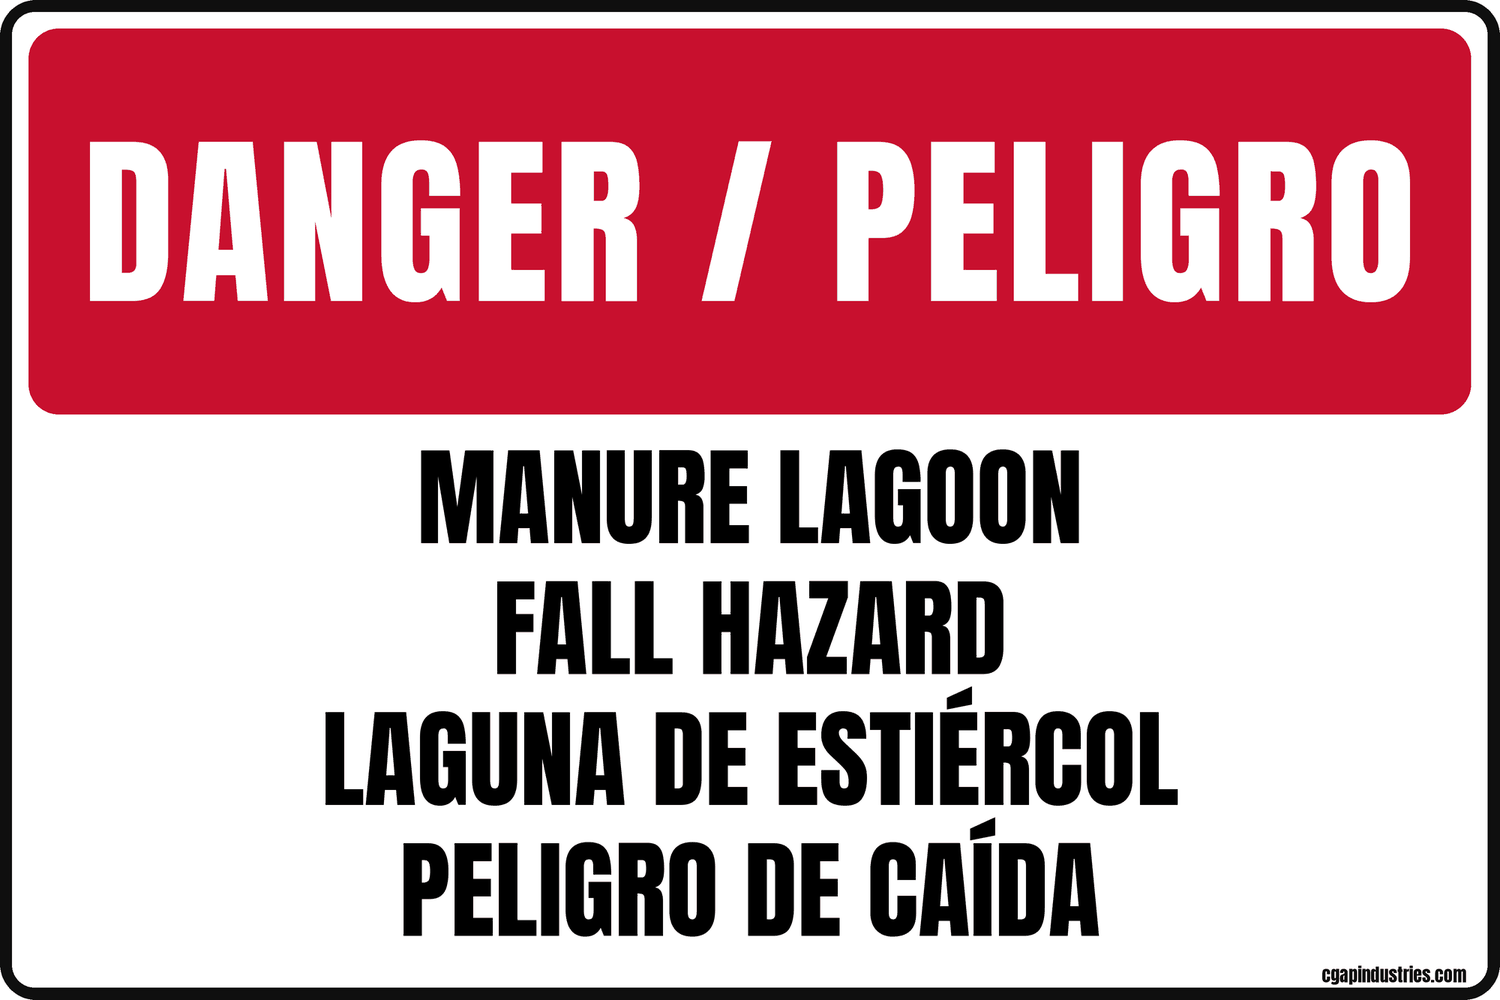 DANGER / PELIGRO
MANURE LAGOON
FALL HAZARD
LAGUNA DE ESTIÉRCOL
PELIGRO DE CAÍDA
cgapindustries.com